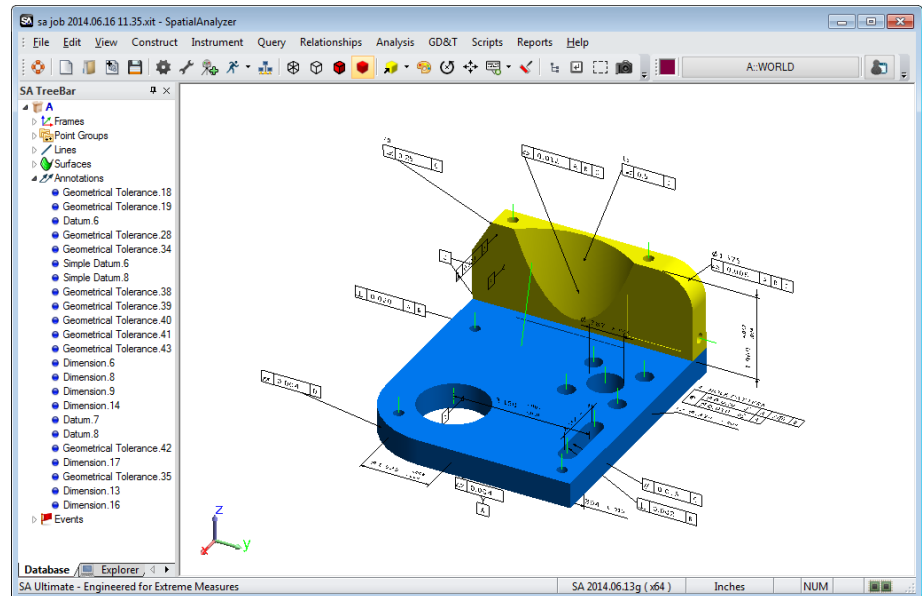 sa job 2014.06.16 11.35.xit - SpatialAnalyzer
File Edit View Construct Instrument Query Relationships Analysis GD&T Scripts Reports Help
A::WORLD
SA TreeBar
A
Frames
Point Groups
Lines
Surfaces
Annotations
Geometrical Tolerance.18
Geometrical Tolerance.19
Datum.6
Geometrical Tolerance.28
Geometrical Tolerance.34
Simple Datum.6
Simple Datum.8
Geometrical Tolerance.38
Geometrical Tolerance.39
Geometrical Tolerance.40
Geometrical Tolerance.41
Geometrical Tolerance.43
Dimension.6
Dimension.8
Dimension.9
Dimension.14
Datum.7
Datum.8
Geometrical Tolerance.42
Dimension.17
Geometrical Tolerance.35
Dimension.13
Dimension.16
Events
0.004 D
0.004
A
z
x
y
Database Explorer
SA Ultimate - Engineered for Extreme Measures
SA 2014.06.13g ( x64 )
Inches
NUM